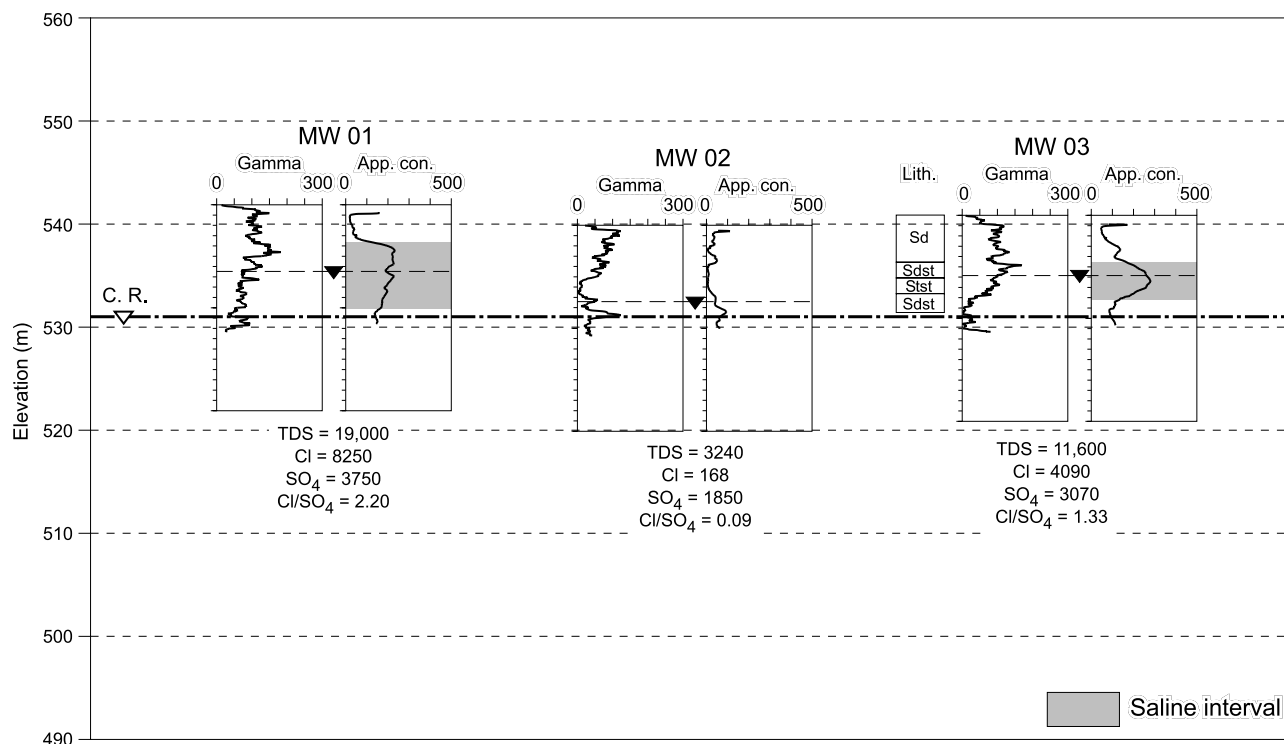 560
550
540
530
520
510
500
490
Elevation (m)
C. R.
MW 01
Gamma App. con.
0 300 0 500
TDS = 19,000
Cl = 8250
SO4 = 3750
Cl/SO4 = 2.20
MW 02
Gamma App. con.
0 300 0 500
TDS = 3240
Cl = 168
SO4 = 1850
Cl/SO4 = 0.09
MW 03
Lith. Gamma App. con.
0 300 0 500
Sd
Sdst
Stst
Sdst
TDS = 11,600
Cl = 4090
SO4 = 3070
Cl/SO4 = 1.33
Saline interval